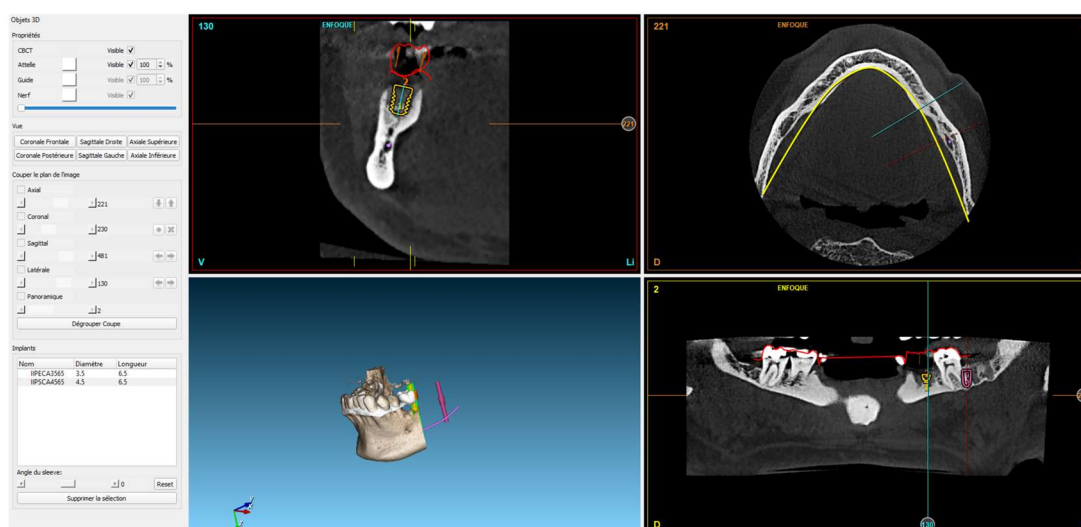 Objets 3D
Propriétés
CBCT Visible
Attelle Visible 100 %
Guide Visible 100 %
Nerf Visible
Vue
Coronale Frontale Sagittale Droite Axiale Supérieure
Coronale Postérieure Sagittale Gauche Axiale Inférieure
Couper le plan de l'image
Axial
221
Coronal
230
Sagittal
481
Latérale
130
Panoramique
2
Dégrouper Coupe
Implants
Nom Diamètre Longueur
IIPECA3565 3.5 6.5
IIPSCA4565 4.5 6.5
Angle du sleeve:
0 Reset
Supprimer la sélection
130 ENFOQUE
221
V Li
221 ENFOQUE
D
2 ENFOQUE
D 130